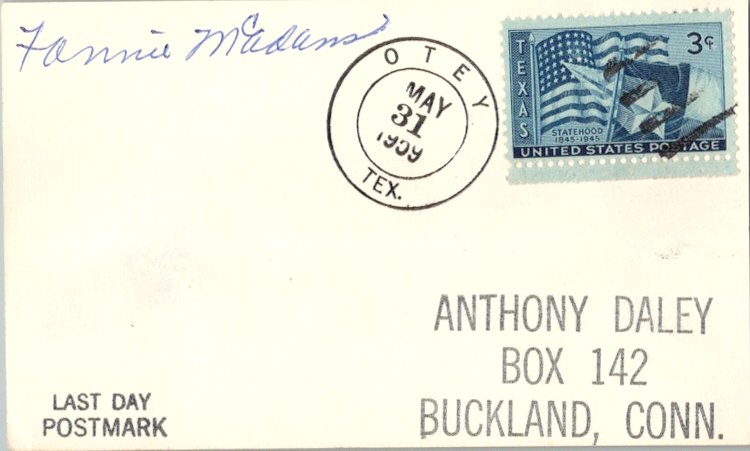 Fannie McAdams
OTEY
MAY
31
1959
TEX.
TEXAS
3¢
STATEHOOD
1845-1945
UNITED STATES POSTAGE
ANTHONY DALEY
BOX 142
BUCKLAND, CONN.
LAST DAY
POSTMARK